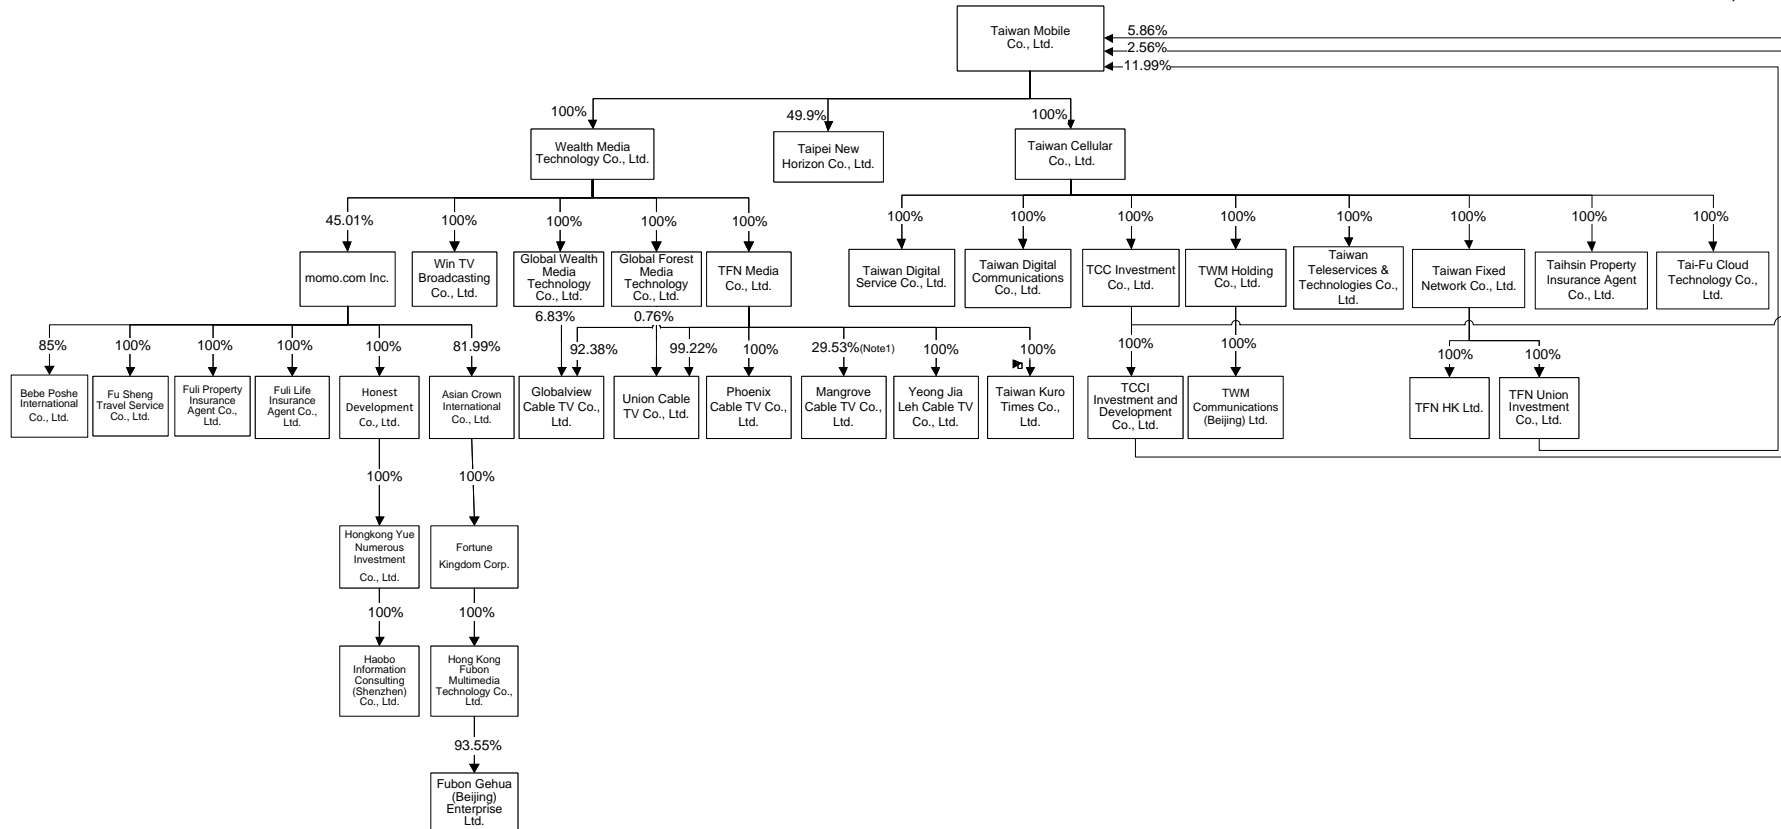 Taiwan Mobile
Co., Ltd.
5.86%
2.56%
11.99%
100%
49.9%
100%
Wealth Media
Technology Co., Ltd.
Taipei New
Horizon Co., Ltd.
Taiwan Cellular
Co., Ltd.
45.01%
100%
100%
100%
100%
100%
100%
100%
100%
100%
100%
100%
100%
momo.com Inc.
Win TV
Broadcasting
Co., Ltd.
Global Wealth
Media
Technology
Co., Ltd.
Global Forest
Media
Technology
Co., Ltd.
TFN Media
Co., Ltd.
Taiwan Digital
Service Co., Ltd.
Taiwan Digital
Communications
Co., Ltd.
TCC Investment
Co., Ltd.
TWM Holding
Co., Ltd.
Taiwan
Teleservices &
Technologies Co.,
Ltd.
Taiwan Fixed
Network Co., Ltd.
Taihsin Property
Insurance Agent
Co., Ltd.
Tai-Fu Cloud
Technology Co.,
Ltd.
6.83%
0.76%
85%
100%
100%
100%
100%
81.99%
92.38%
99.22%
100%
29.53%(Note1)
100%
100%
100%
100%
100%
100%
Bebe Poshe
International
Co., Ltd.
Fu Sheng
Travel Service
Co., Ltd.
Fuli Property
Insurance
Agent Co.,
Ltd.
Fuli Life
Insurance
Agent Co.,
Ltd.
Honest
Development
Co., Ltd.
Asian Crown
International
Co., Ltd.
Globalview
Cable TV Co.,
Ltd.
Union Cable
TV Co., Ltd.
Phoenix
Cable TV Co.,
Ltd.
Mangrove
Cable TV Co.,
Ltd.
Yeong Jia
Leh Cable TV
Co., Ltd.
Taiwan Kuro
Times Co.,
Ltd.
TCCI
Investment
and
Development
Co., Ltd.
TWM
Communications
(Beijing) Ltd.
TFN HK Ltd.
TFN Union
Investment
Co., Ltd.
100%
100%
Hongkong Yue
Numerous
Investment
Co., Ltd.
Fortune
Kingdom Corp.
100%
100%
Haobo
Information
Consulting
(Shenzhen)
Co., Ltd.
Hong Kong
Fubon
Multimedia
Technology Co.,
Ltd.
93.55%
Fubon Gehua
(Beijing)
Enterprise
Ltd.